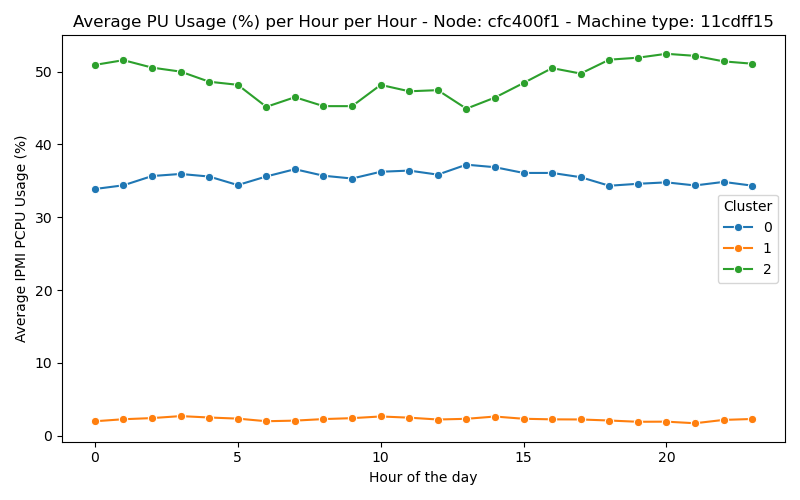 Average PU Usage (%) per Hour per Hour - Node: cfc400f1 - Machine type: 11cdff15
Average IPMI PCPU Usage (%)
50
40
30
20
10
0
Cluster
0
1
2
0 5 10 15 20
Hour of the day